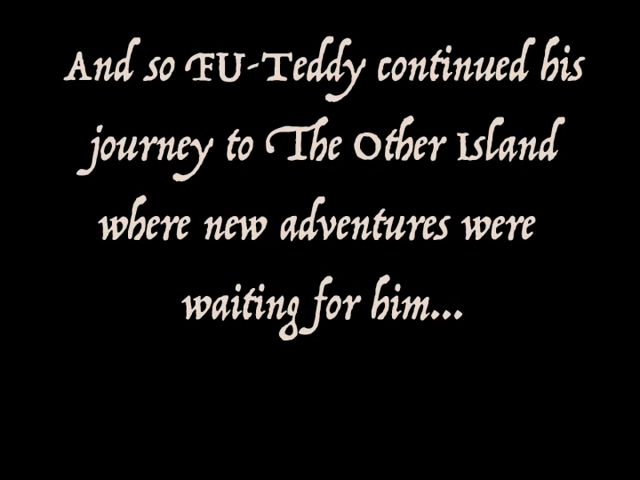 And so FU-Teddy continued his
journey to The Other Island
where new adventures were
waiting for him...